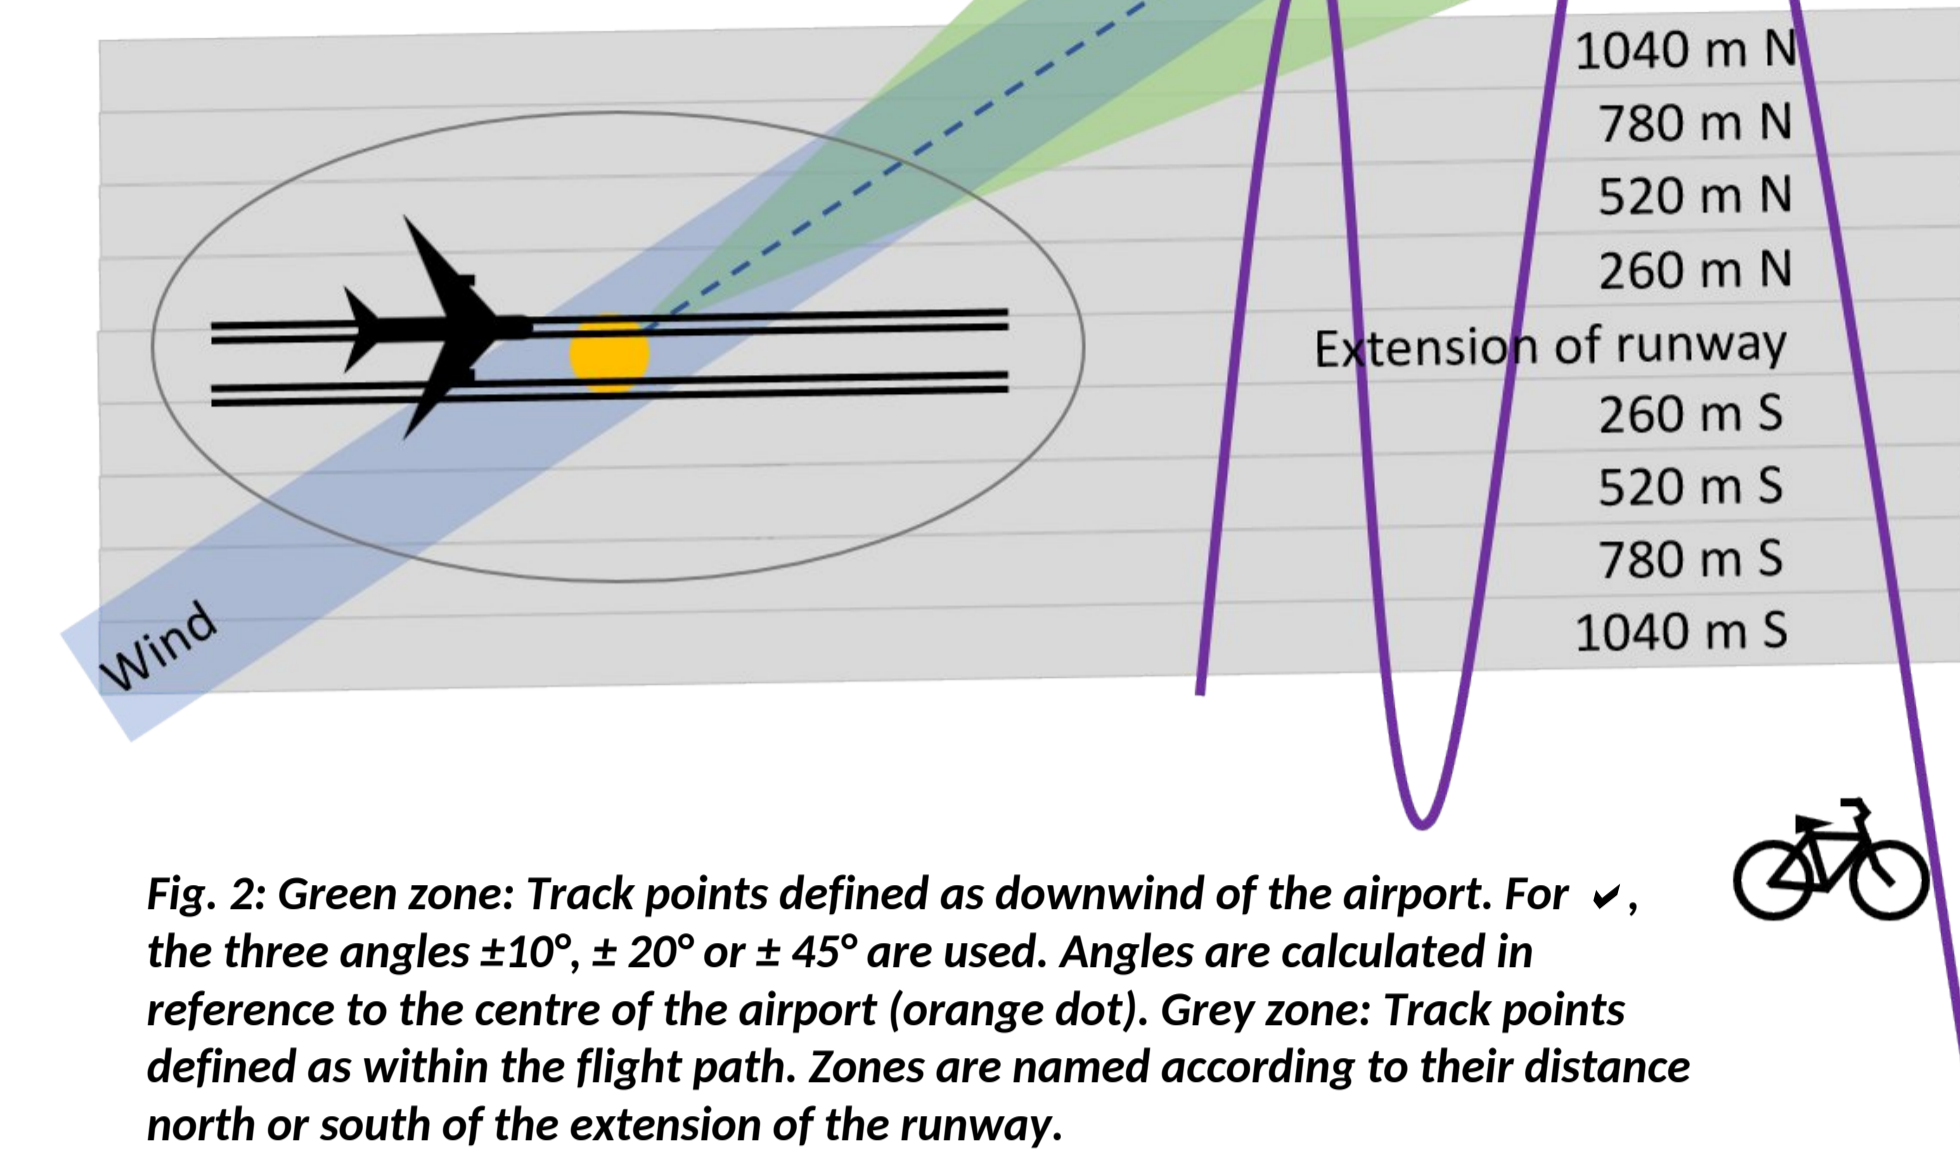 1040 m N
780 m N
520 m N
260 m N
Extension of runway
260 m S
520 m S
780 m S
1040 m S
Wind
Fig. 2: Green zone: Track points defined as downwind of the airport. For ✓,
the three angles ±10°, ± 20° or ± 45° are used. Angles are calculated in
reference to the centre of the airport (orange dot). Grey zone: Track points
defined as within the flight path. Zones are named according to their distance
north or south of the extension of the runway.